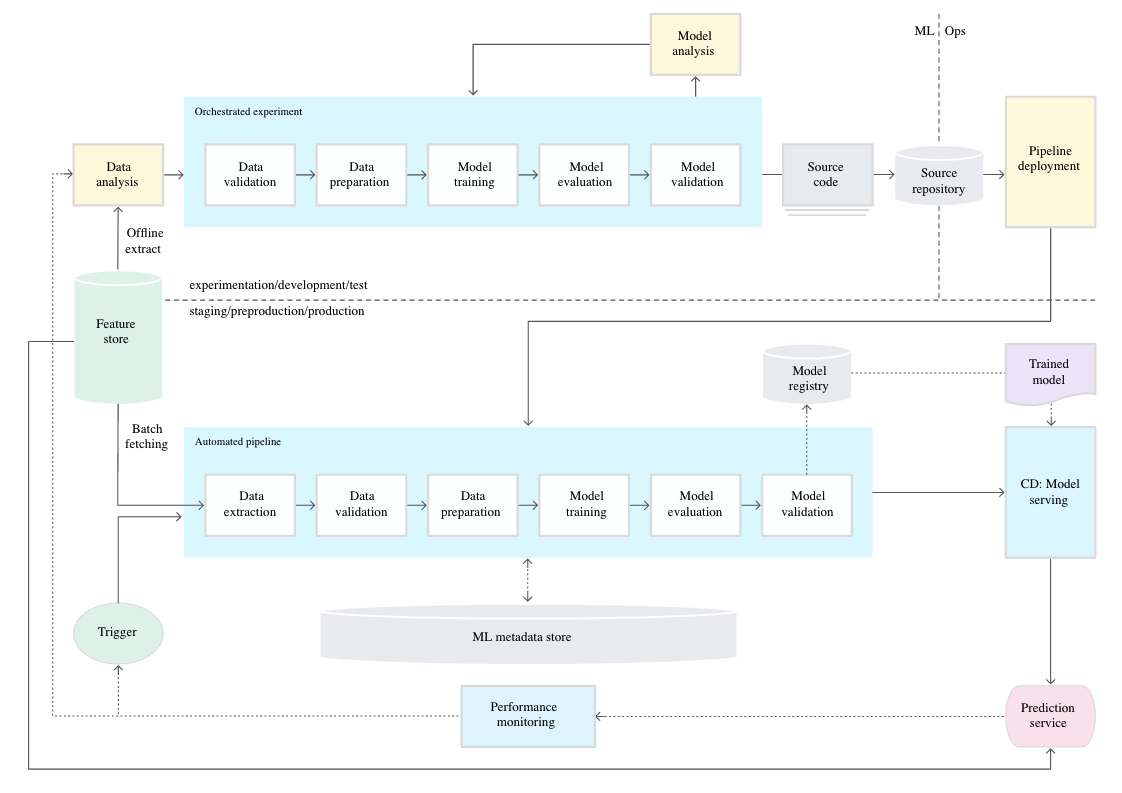 Model
analysis
ML
Ops
Orchestrated experiment
Data
analysis
Data
validation
Data
preparation
Model
training
Model
evaluation
Model
validation
Source
code
Source
repository
Pipeline
deployment
Offline
extract
experimentation/development/test
staging/preproduction/production
Feature
store
Model
registry
Trained
model
Batch
fetching
Automated pipeline
Data
extraction
Data
validation
Data
preparation
Model
training
Model
evaluation
Model
validation
CD: Model
serving
Trigger
ML metadata store
Performance
monitoring
Prediction
service